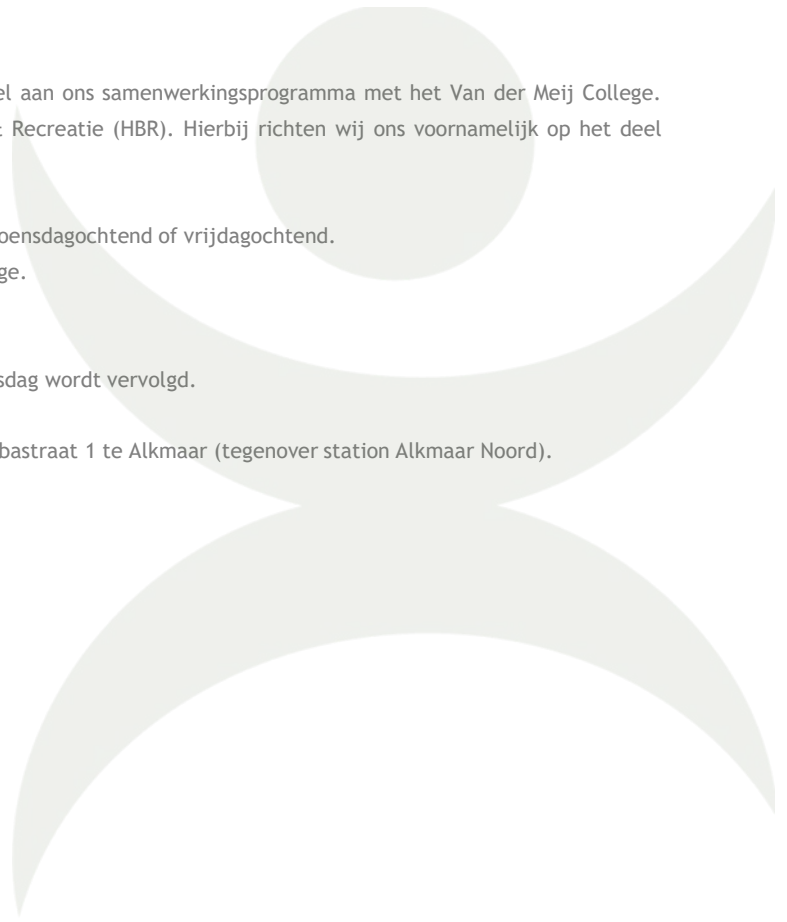 el aan ons samenwerkingsprogramma met het Van der Meij College.
Recreatie (HBR). Hierbij richten wij ons voornamelijk op het deel
oensdagochtend of vrijdagochtend.
ge.
sdag wordt vervolgd.
bastraat 1 te Alkmaar (tegenover station Alkmaar Noord).